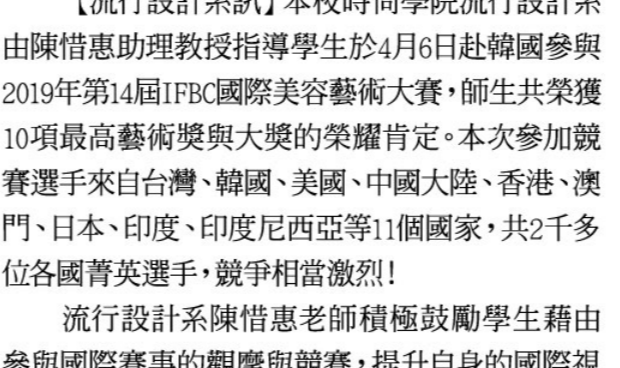 【流行設計系訊】本校時尚學院流行設計系
由陳惜惠助理教授指導學生於4月6日赴韓國參與
2019年第14屆IFBC國際美容藝術大賽，師生共榮獲
10項最高藝術獎與大獎的榮耀肯定。本次參加競
賽選手來自台灣、韓國、美國、中國大陸、香港、澳
門、日本、印度、印度尼西亞等11個國家，共2千多
位各國菁英選手，競爭相當激烈！
流行設計系陳惜惠老師積極鼓勵學生藉由
參與國際賽事的觀摩與競賽，提升自身的國際視